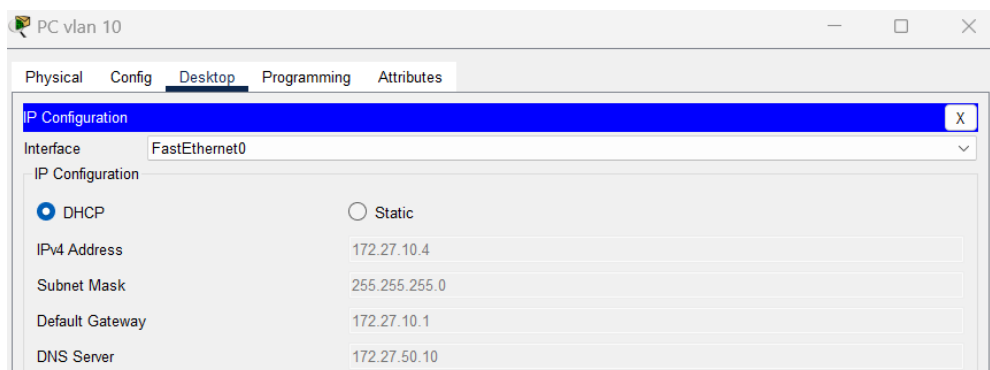 PC vlan 10
Physical Config Desktop Programming Attributes
IP Configuration X
Interface FastEthernet0
IP Configuration
DHCP Static
IPv4 Address 172.27.10.4
Subnet Mask 255.255.255.0
Default Gateway 172.27.10.1
DNS Server 172.27.50.10